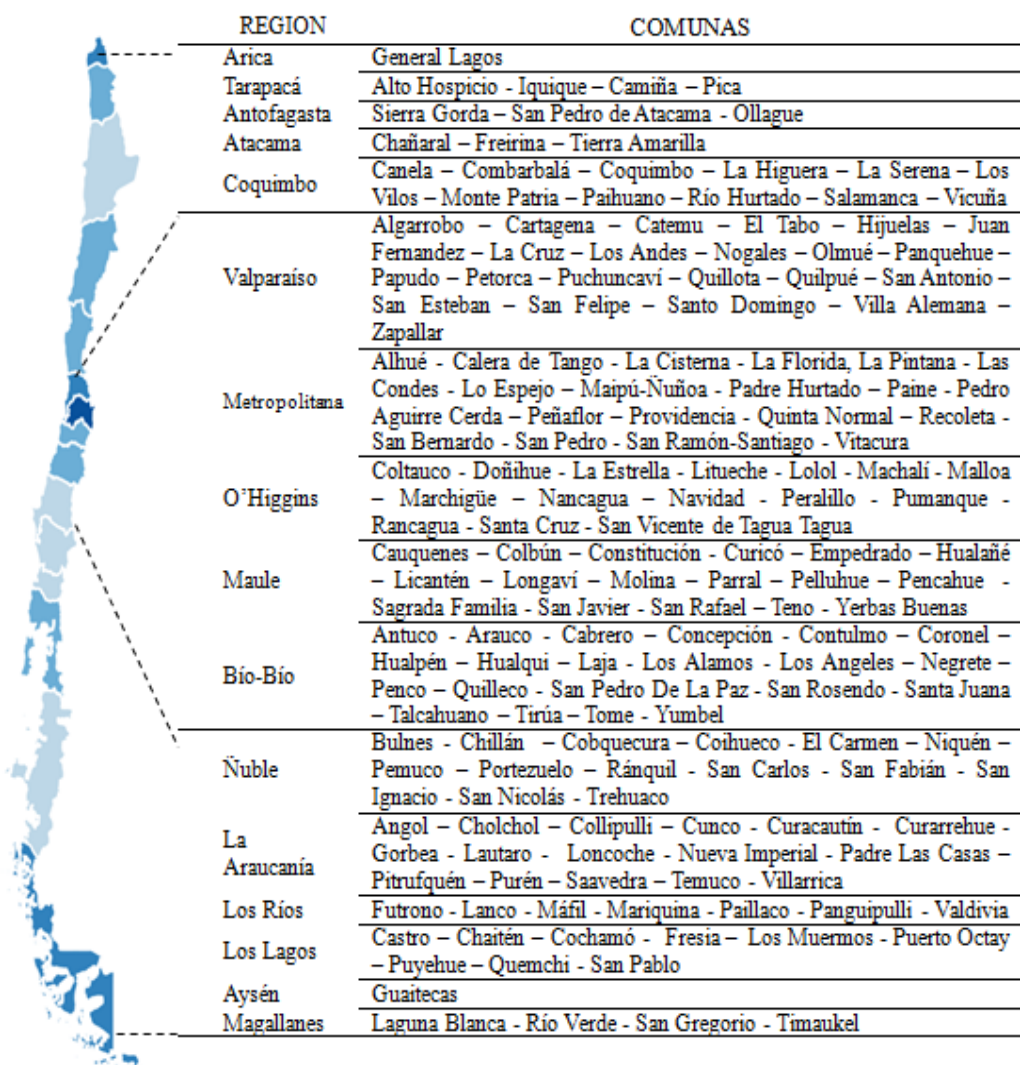 REGION COMUNAS
Arica General Lagos
Tarapacá Alto Hospicio - Iquique – Camiña – Pica
Antofagasta Sierra Gorda – San Pedro de Atacama - Ollague
Atacama Chañaral – Freirina – Tierra Amarilla
Coquimbo Canela – Combarbalá – Coquimbo – La Higuera – La Serena – Los
Vilos – Monte Patria – Paihuano – Río Hurtado – Salamanca – Vicuña
Valparaíso Algarrobo – Cartagena – Catemu – El Tabo – Hijuelas – Juan
Fernandez – La Cruz – Los Andes – Nogales – Olmué – Panquehue –
Papudo – Petorca – Puchuncaví – Quillota – Quilpué – San Antonio –
San Esteban – San Felipe – Santo Domingo – Villa Alemana –
Zapallar
Metropolitana Alhué - Calera de Tango - La Cisterna - La Florida, La Pintana - Las
Condes - Lo Espejo – Maipú-Ñuñoa - Padre Hurtado – Paine - Pedro
Aguirre Cerda – Peñaflor – Providencia - Quinta Normal – Recoleta -
San Bernardo - San Pedro - San Ramón-Santiago - Vitacura
O'Higgins Coltauco - Doñihue - La Estrella - Litueche - Lolol - Machalí - Malloa
– Marchigüe – Nancagua – Navidad - Peralillo - Pumanque -
Rancagua - Santa Cruz - San Vicente de Tagua Tagua
Maule Cauquenes – Colbún – Constitución - Curicó – Empedrado – Hualañé
– Licantén – Longaví – Molina – Parral – Pelluhue – Pencahue -
Sagrada Familia - San Javier - San Rafael – Teno - Yerbas Buenas
Bío-Bío Antuco - Arauco - Cabrero – Concepción - Contulmo – Coronel –
Hualpén – Hualqui – Laja - Los Alamos - Los Angeles – Negrete –
Penco – Quilleco - San Pedro De La Paz - San Rosendo - Santa Juana
– Talcahuano – Tirúa – Tome - Yumbel
Ñuble Bulnes - Chillán – Cobquecura – Coihueco - El Carmen – Niquén –
Pemuco – Portezuelo – Ránquil - San Carlos - San Fabián - San
Ignacio - San Nicolás - Trehuaco
La Araucanía Angol – Cholchol – Collipulli – Cunco - Curacautín - Curarrehue -
Gorbea - Lautaro - Loncoche - Nueva Imperial - Padre Las Casas –
Pitrufquén – Purén – Saavedra – Temuco - Villarrica
Los Ríos Futrono - Lanco - Máfil - Mariquina - Paillaco - Panguipulli - Valdivia
Los Lagos Castro – Chaitén – Cochamó - Fresia – Los Muermos - Puerto Octay
– Puyehue – Quemchi - San Pablo
Aysén Guaitecas
Magallanes Laguna Blanca - Río Verde - San Gregorio - Timaukel